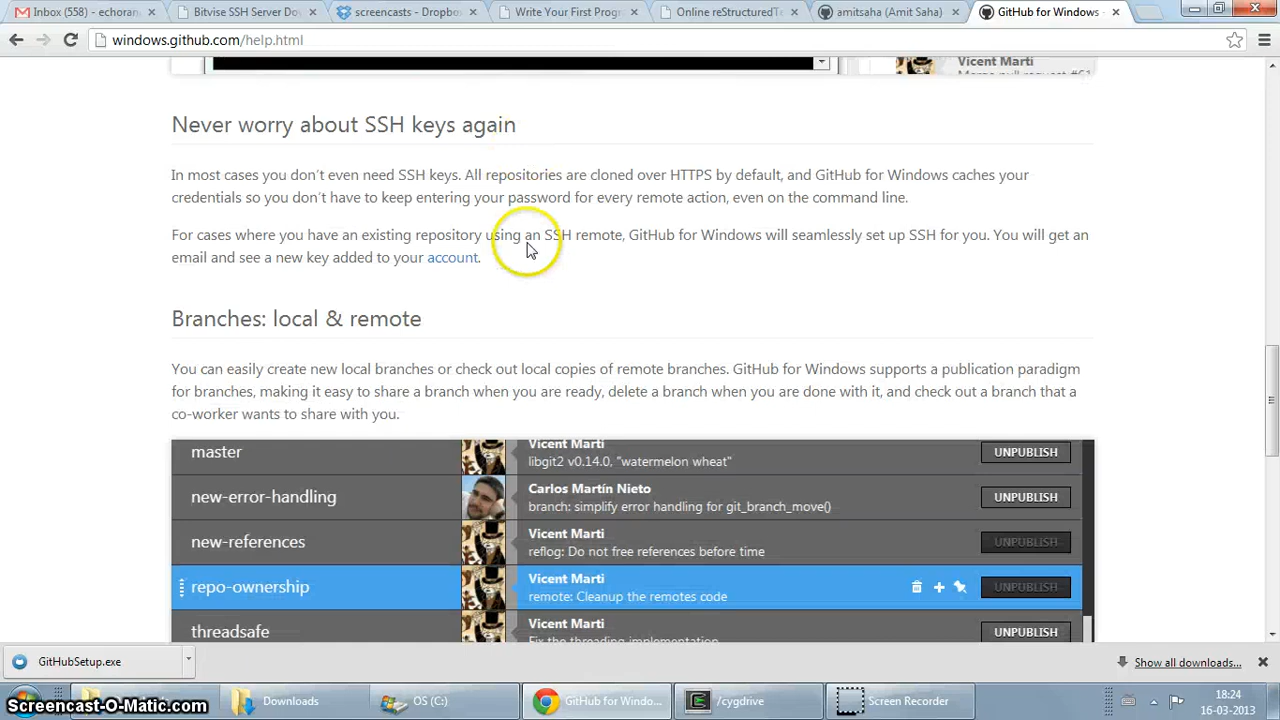 Inbox (558) - echoran
Bitvise SSH Server Do
screencasts - Dropbo
Write Your First Prog
Online reStructuredTe
amitsaha (Amit Saha)
GitHub for Windows -
windows.github.com/help.html
Vicent Marti
Never worry about SSH keys again
In most cases you don't even need SSH keys. All repositories are cloned over HTTPS by default, and GitHub for Windows caches your
credentials so you don't have to keep entering your password for every remote action, even on the command line.
For cases where you have an existing repository using an SSH remote, GitHub for Windows will seamlessly set up SSH for you. You will get an
email and see a new key added to your account.
Branches: local & remote
You can easily create new local branches or check out local copies of remote branches. GitHub for Windows supports a publication paradigm
for branches, making it easy to share a branch when you are ready, delete a branch when you are done with it, and check out a branch that a
co-worker wants to share with you.
master
Vicent Marti
libgit2 v0.14.0, "watermelon wheat"
UNPUBLISH
new-error-handling
Carlos Martín Nieto
branch: simplify error handling for git_branch_move()
UNPUBLISH
new-references
Vicent Marti
reflog: Do not free references before time
UNPUBLISH
repo-ownership
Vicent Marti
remote: Cleanup the remotes code
UNPUBLISH
threadsafe
Vicent Marti
Fix the threading implementation
UNPUBLISH
GitHubSetup.exe
Show all downloads...
Downloads
OS (C:)
GitHub for Windo...
/cygdrive
Screen Recorder
18:24
16-03-2013
Screencast-O-Matic.com